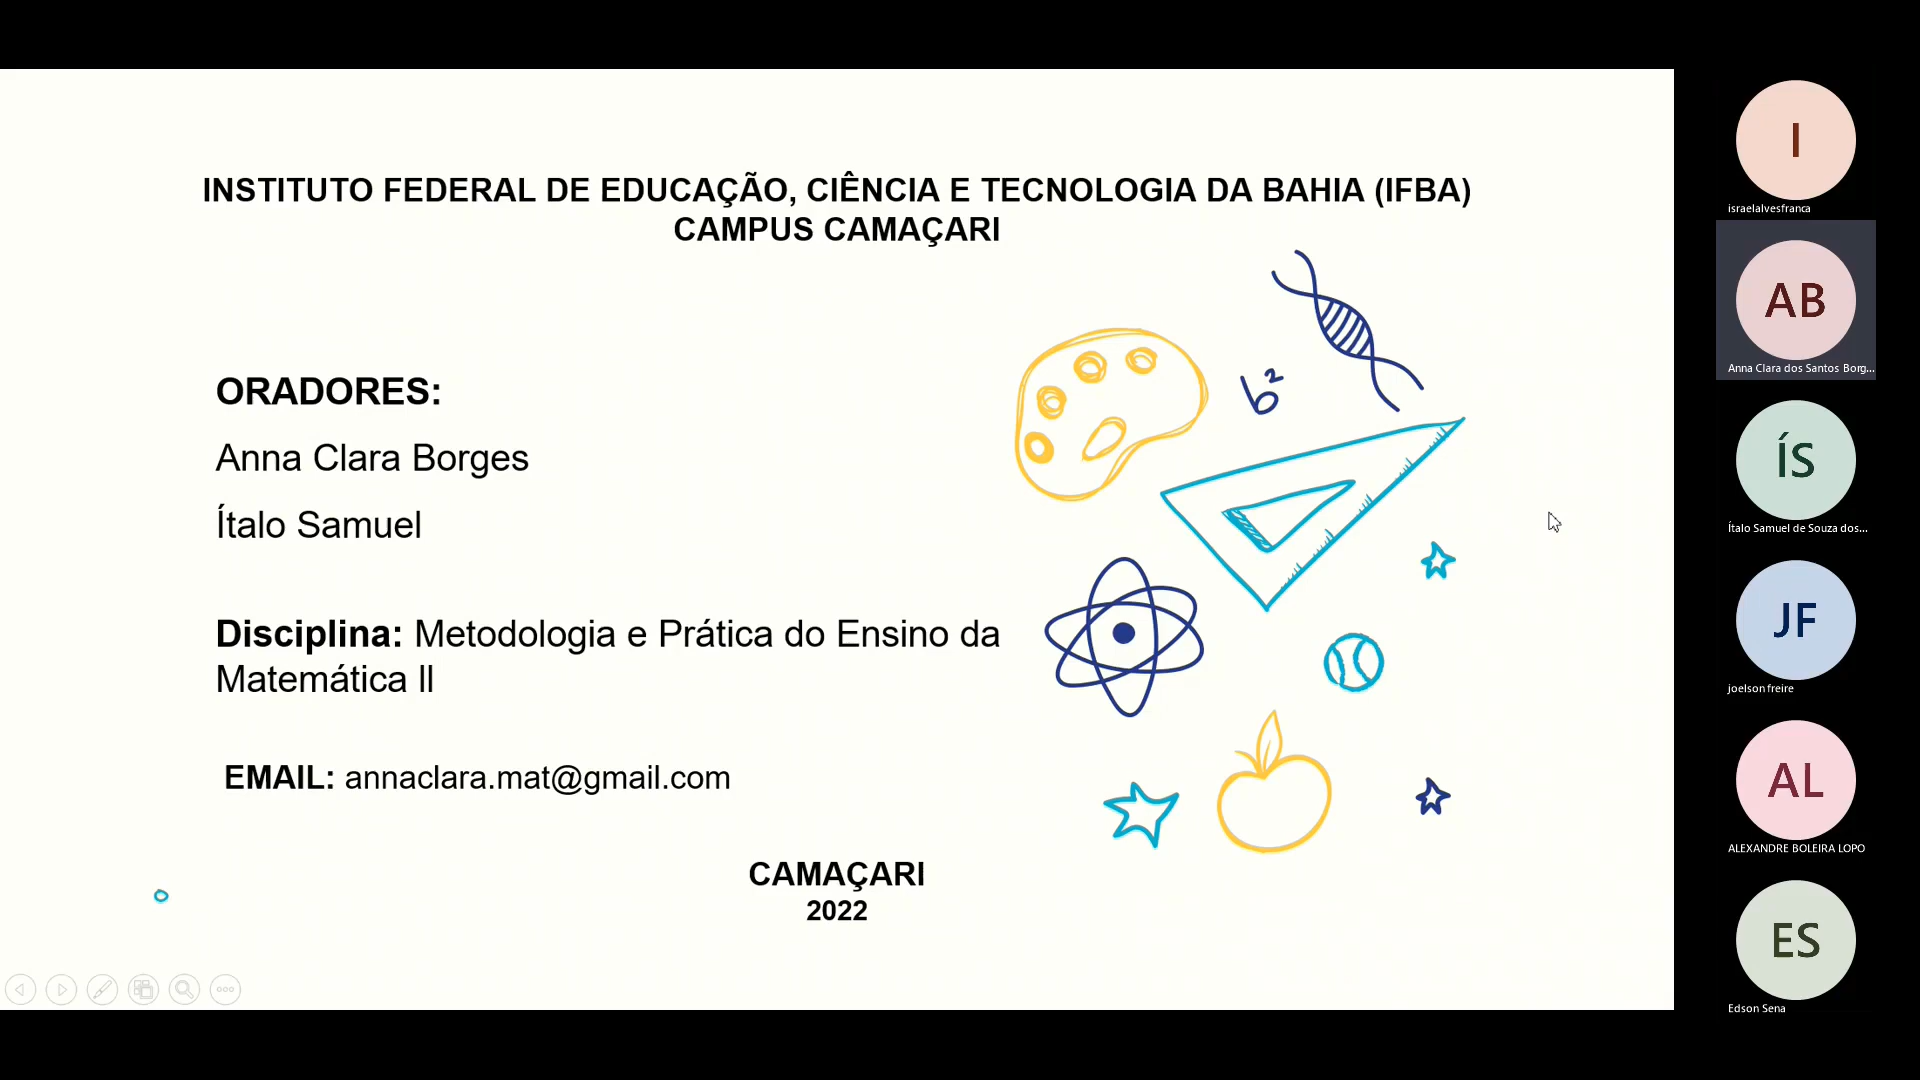 INSTITUTO FEDERAL DE EDUCAÇÃO, CIÊNCIA E TECNOLOGIA DA BAHIA (IFBA)
CAMPUS CAMAÇARI
ORADORES:
Anna Clara Borges
Ítalo Samuel
Disciplina: Metodologia e Prática do Ensino da
Matemática ll
EMAIL: annaclara.mat@gmail.com
CAMAÇARI
2022
b²
I
israelalvesfranca
AB
Anna Clara dos Santos Borg...
ÍS
Ítalo Samuel de Souza dos...
JF
joelson freire
AL
ALEXANDRE BOLEIRA LOPO
ES
Edson Sena